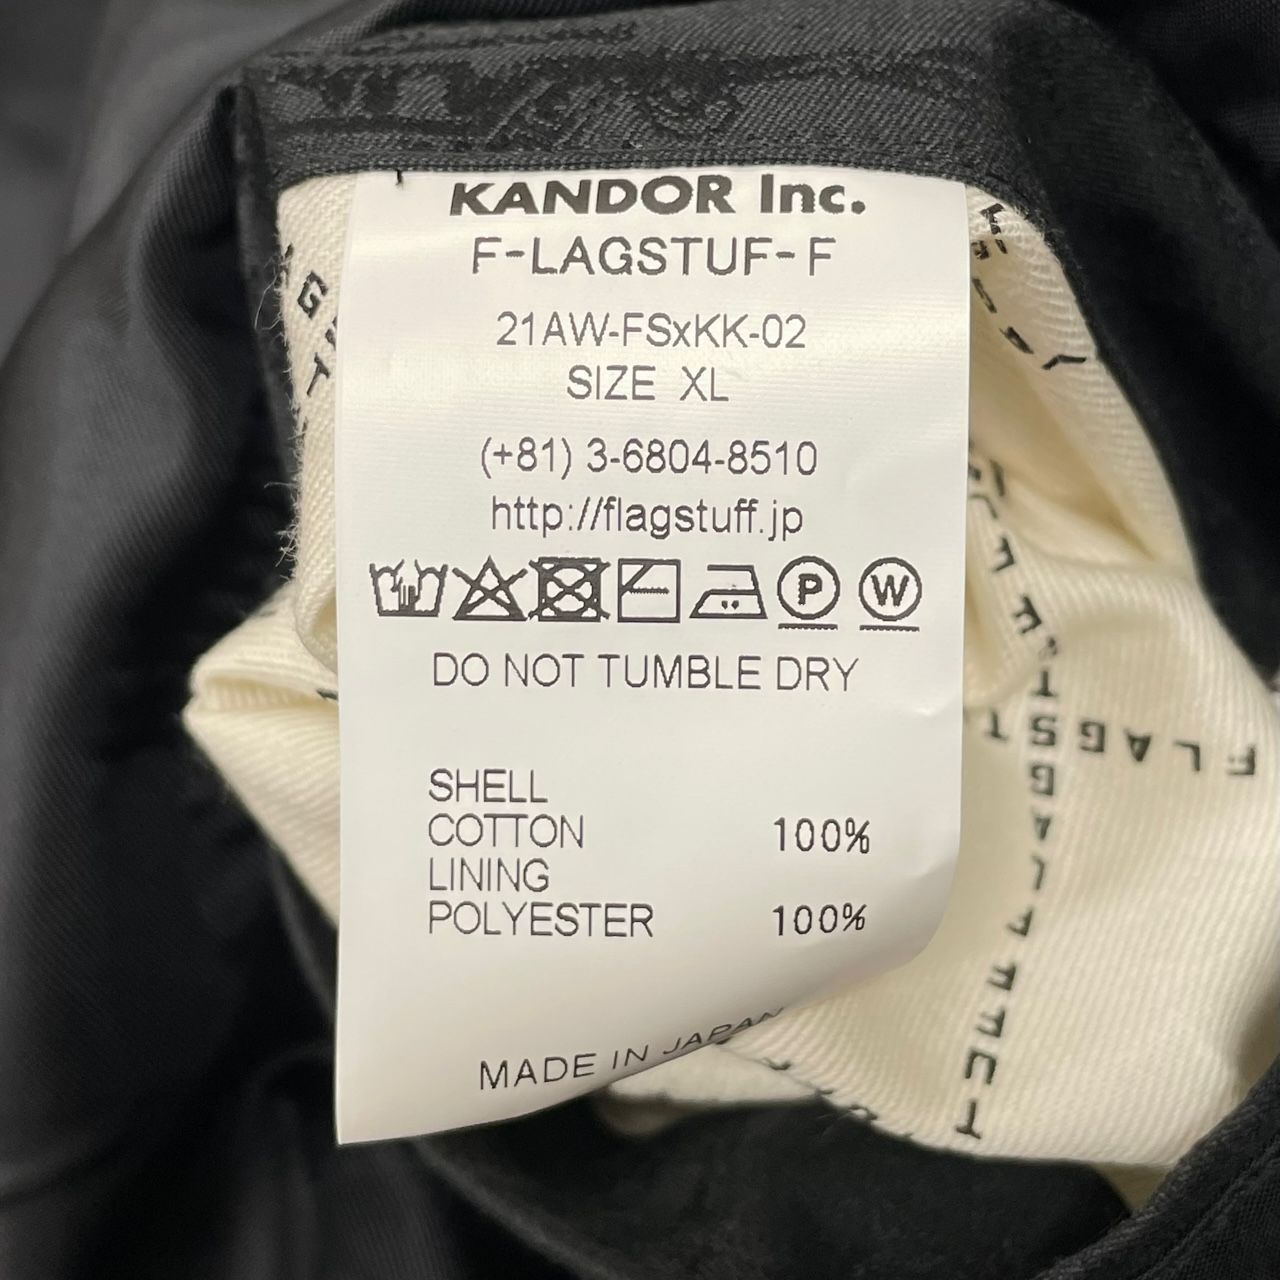 KANDOR Inc.
F-LAGSTUF-F
21AW-FSxKK-02
SIZE XL
(+81) 3-6804-8510
http://flagstuff.jp
P
W
DO NOT TUMBLE DRY
SHELL
COTTON 100%
LINING
POLYESTER 100%
MADE IN JAPAN